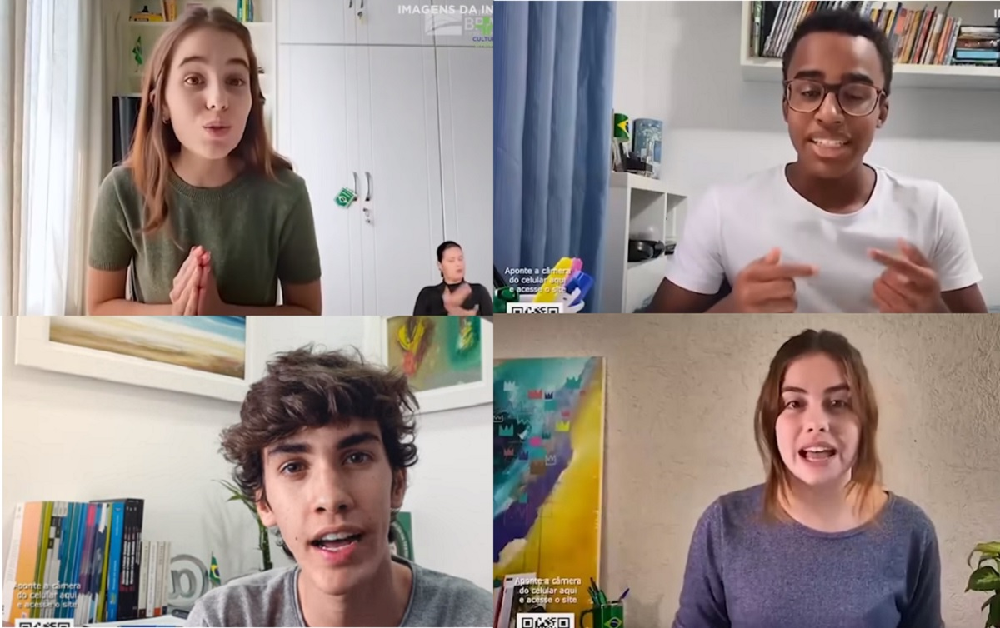 IMAGENS DA IN
CULTU
Aponte a câmera
do celular aqui
e acesse o site
Aponte a câmera
do celular aqui
e acesse o site
Aponte a câmera
do celular aqui
e acesse o site